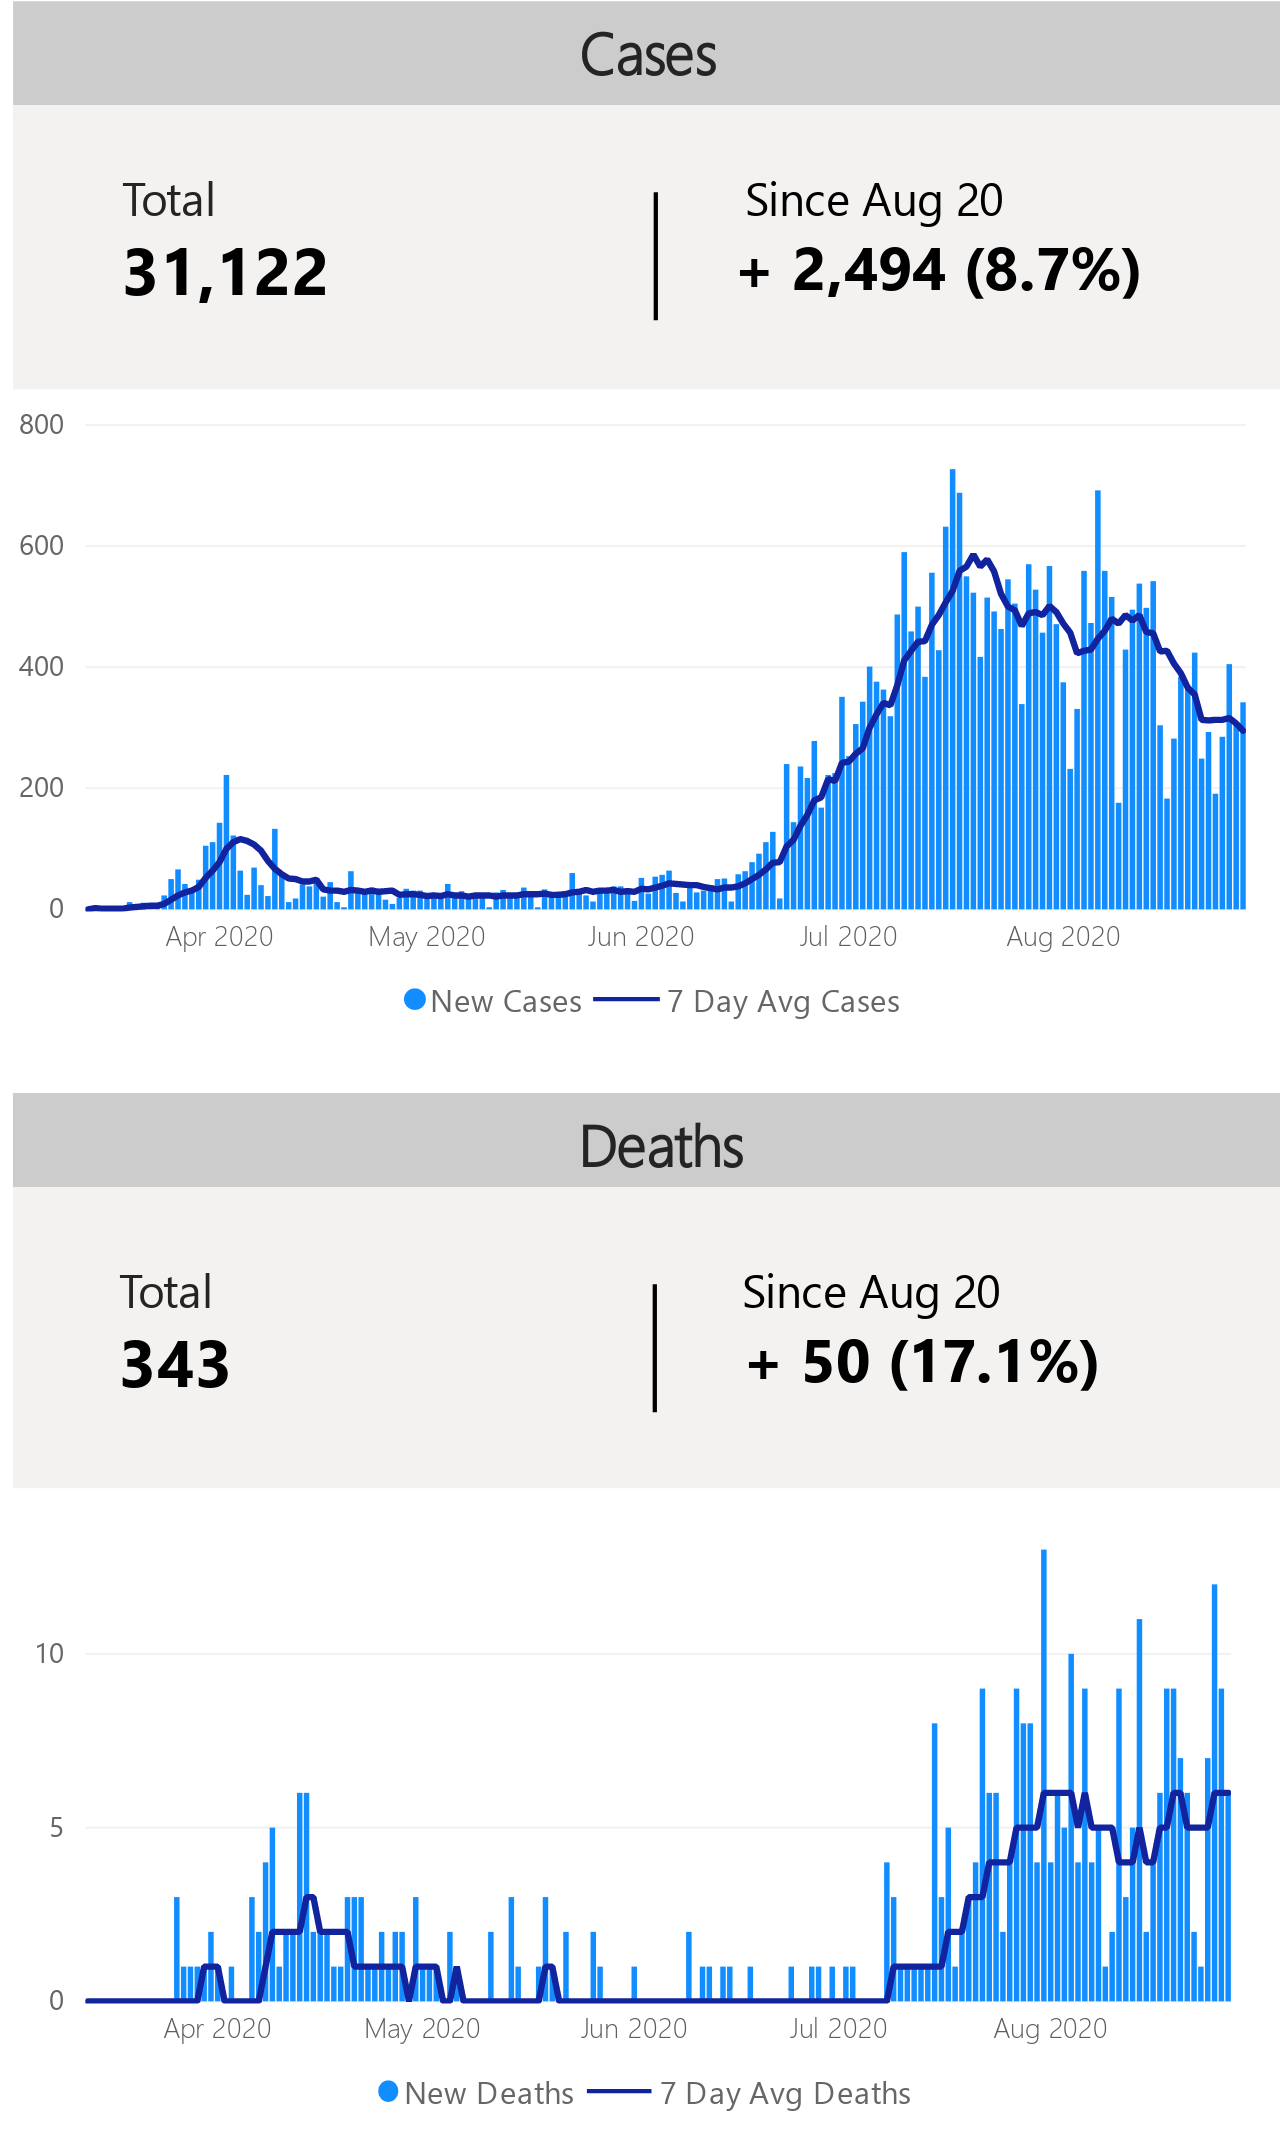 Cases
Total
Since Aug 20
31,122
+ 2,494 (8.7%)
800
600
400
200
0
Apr 2020 May 2020 Jun 2020 Jul 2020 Aug 2020
New Cases 7 Day Avg Cases
Deaths
Total
Since Aug 20
343
+ 50 (17.1%)
10
5
0
Apr 2020 May 2020 Jun 2020 Jul 2020 Aug 2020
New Deaths 7 Day Avg Deaths